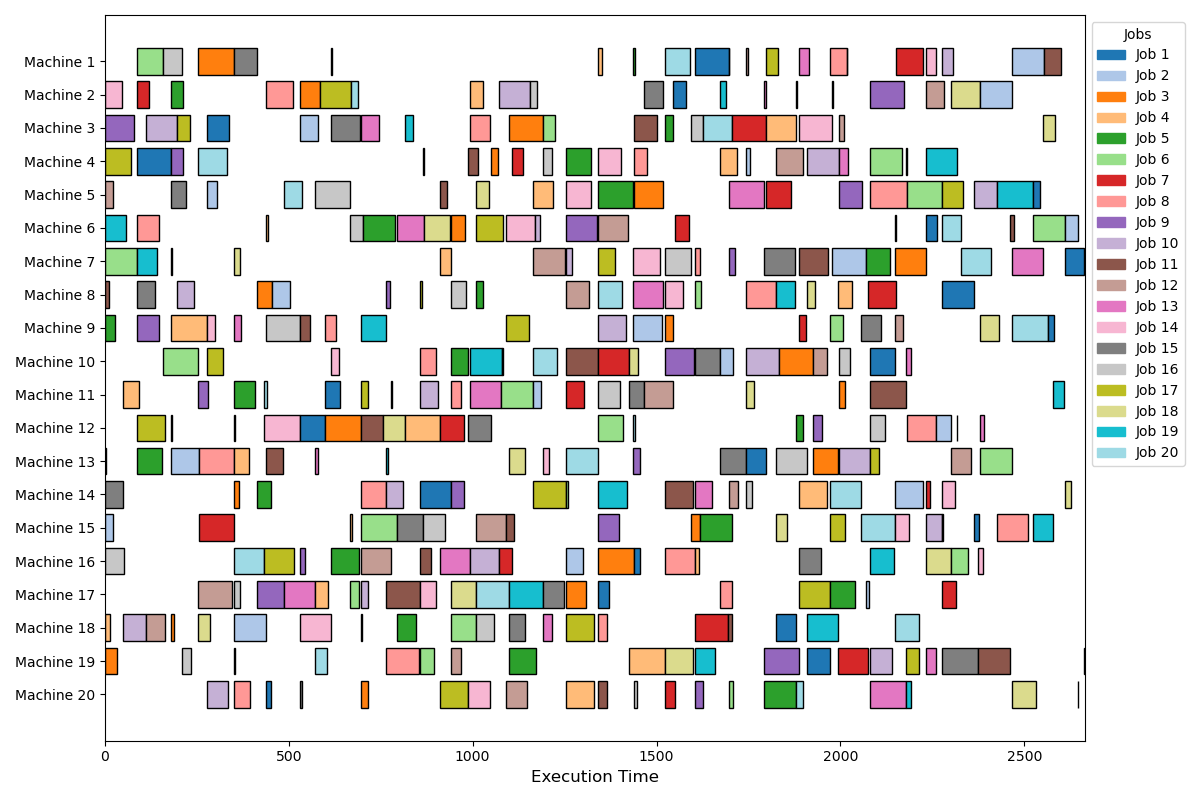 Machine 1
Machine 2
Machine 3
Machine 4
Machine 5
Machine 6
Machine 7
Machine 8
Machine 9
Machine 10
Machine 11
Machine 12
Machine 13
Machine 14
Machine 15
Machine 16
Machine 17
Machine 18
Machine 19
Machine 20
0 500 1000 1500 2000 2500
Execution Time
Jobs
Job 1
Job 2
Job 3
Job 4
Job 5
Job 6
Job 7
Job 8
Job 9
Job 10
Job 11
Job 12
Job 13
Job 14
Job 15
Job 16
Job 17
Job 18
Job 19
Job 20